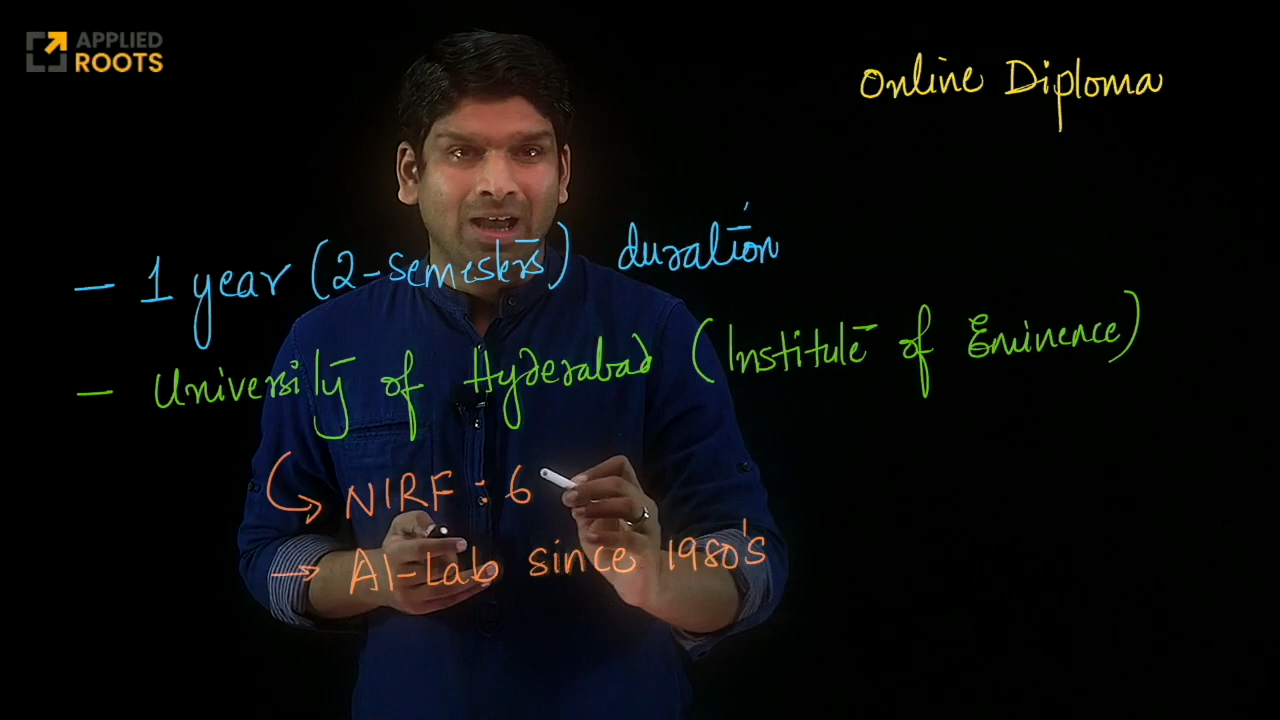 APPLIED
ROOTS
Online Diploma
- 1 year (2-semesters) duration
- University of Hyderabad (Institute of Eminence)
↳ NIRF : 6
→ AI-Lab since 1980's